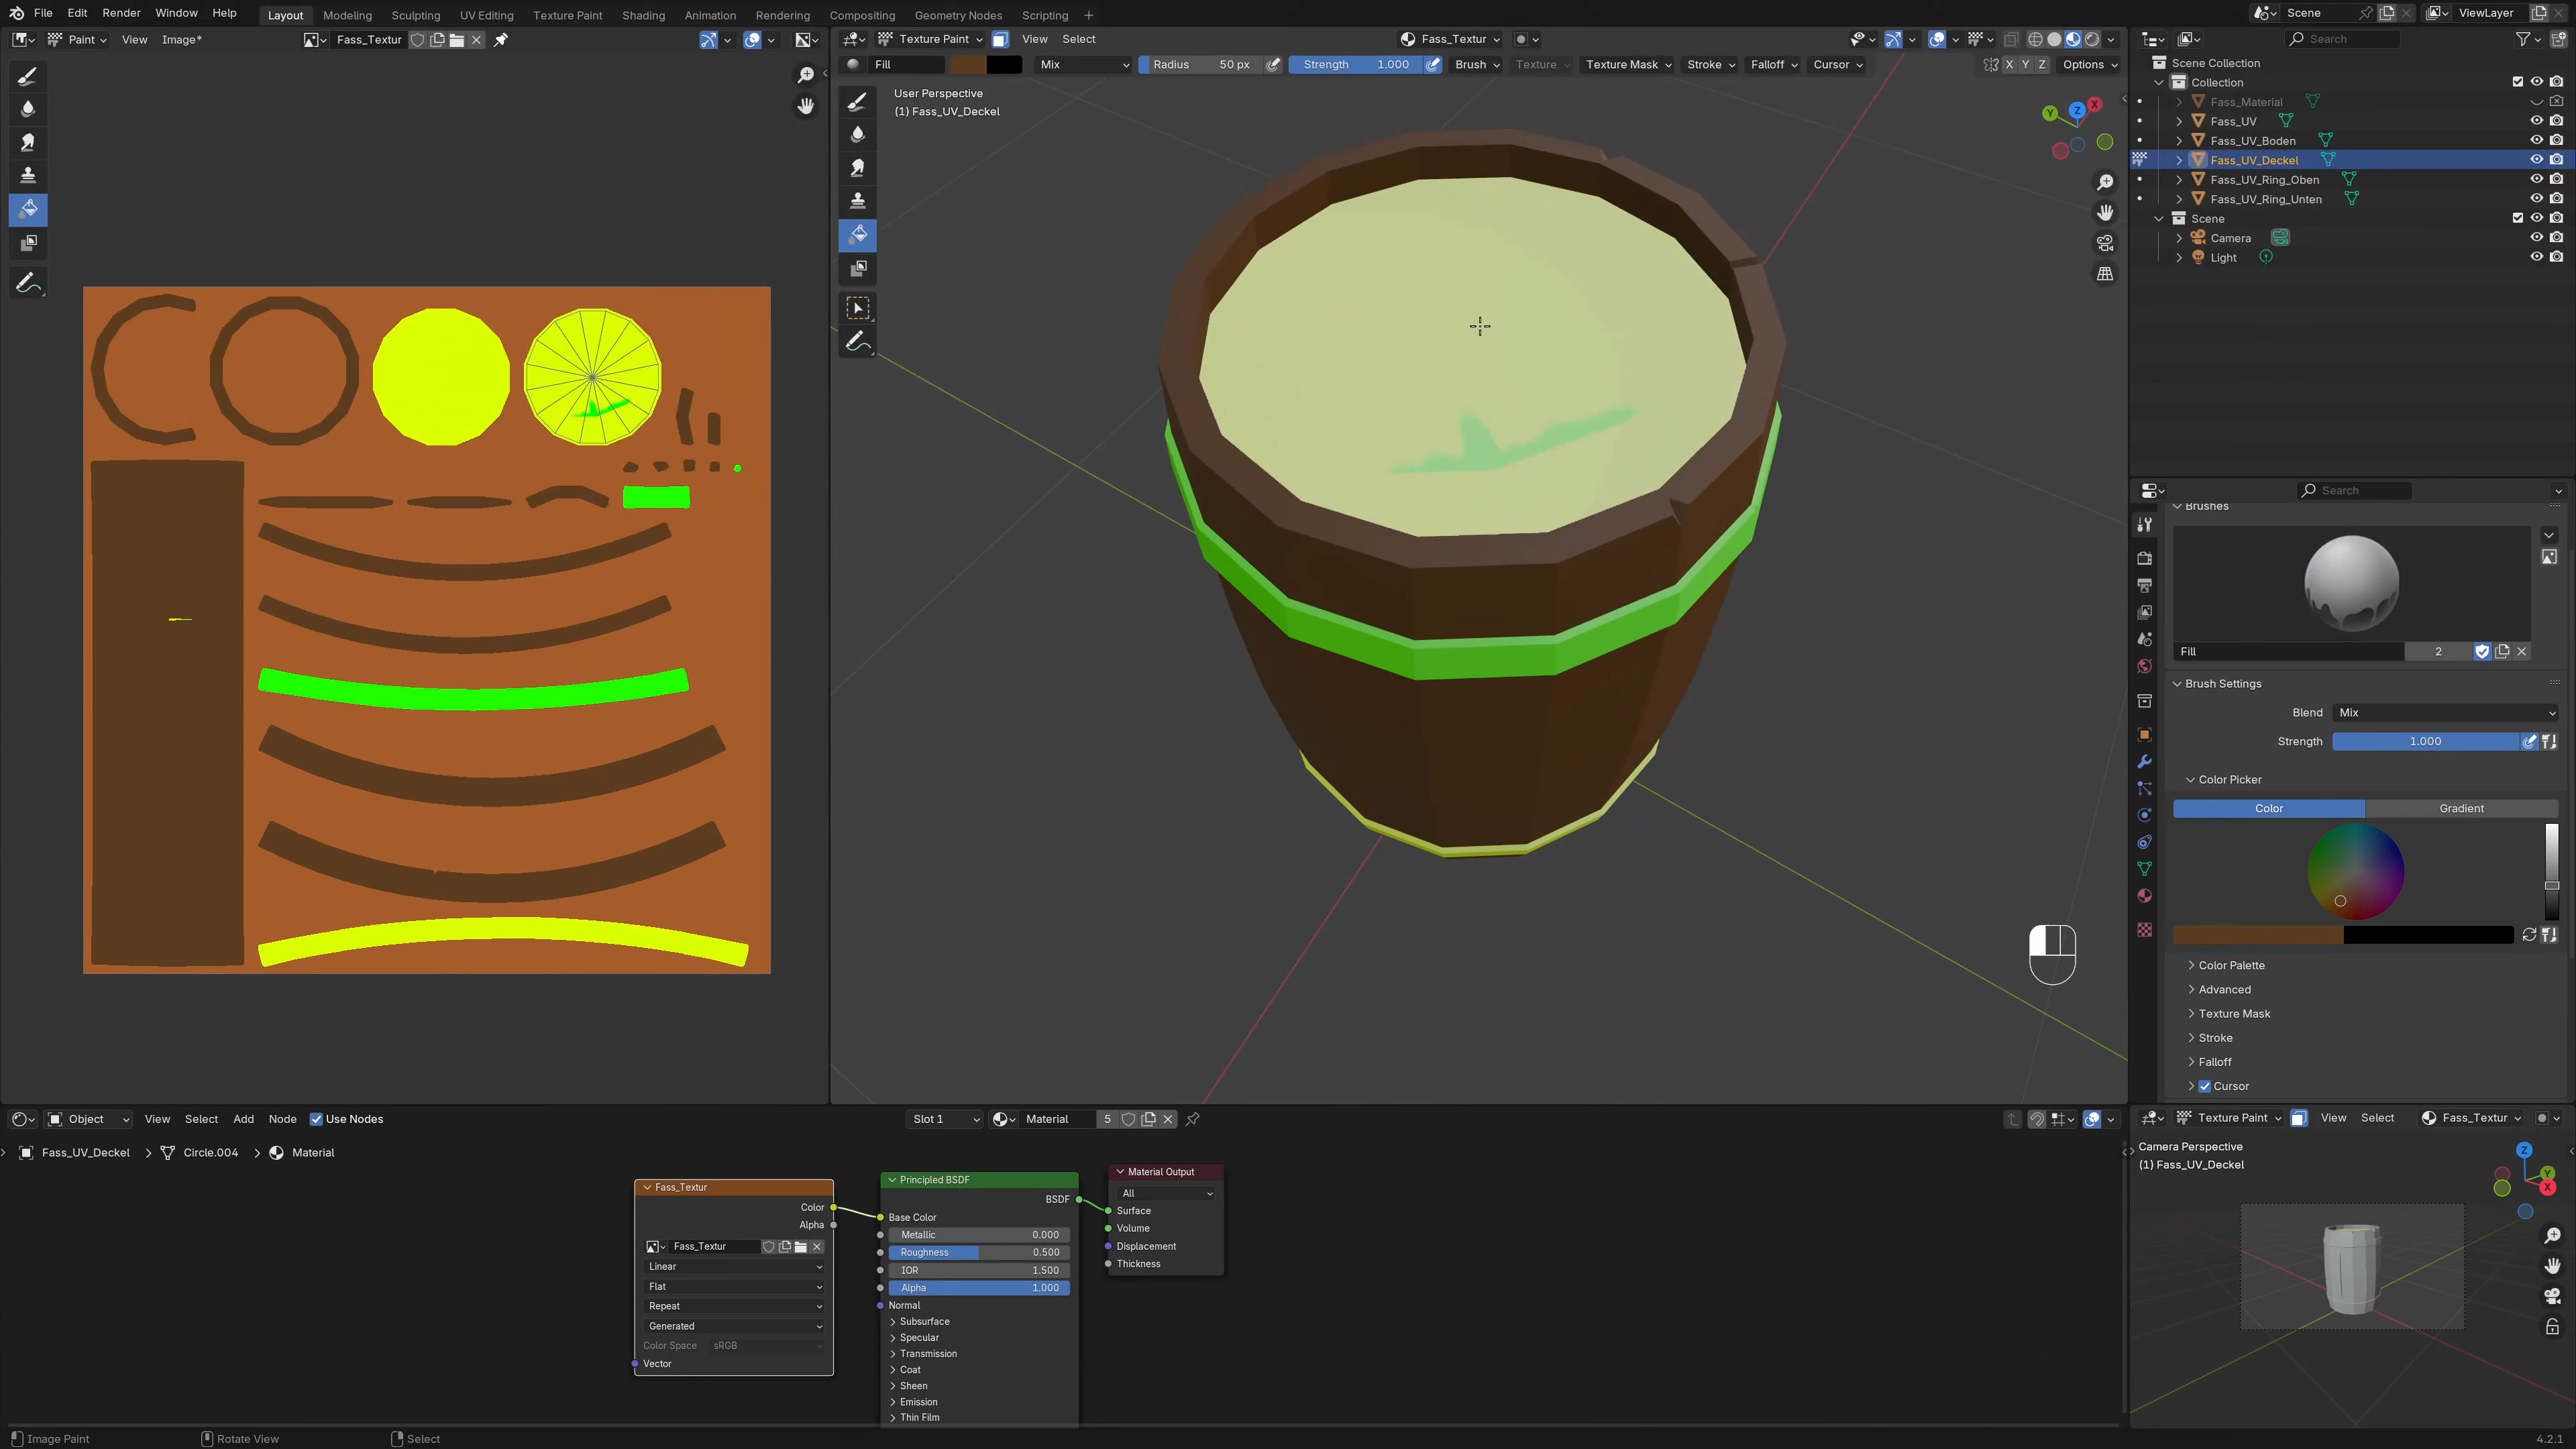 File Edit Render Window Help Layout Modeling Sculpting UV Editing Texture Paint Shading Animation Rendering Compositing Geometry Nodes Scripting + Scene ViewLayer
Paint View Image* Fass_Textur
Texture Paint View Select Fass_Textur
Search
Fill Mix Radius 50 px Strength 1.000 Brush Texture Texture Mask Stroke Falloff Cursor X Y Z Options
User Perspective
(1) Fass_UV_Deckel
Y Z X
Scene Collection
Collection
Fass_Material
Fass_UV
Fass_UV_Boden
Fass_UV_Deckel
Fass_UV_Ring_Oben
Fass_UV_Ring_Unten
Scene
Camera
Light
Search
Brushes
Fill 2
Brush Settings
Blend Mix
Strength 1.000
Color Picker
Color Gradient
Color Palette
Advanced
Texture Mask
Stroke
Falloff
Cursor
Object View Select Add Node Use Nodes Slot 1 Material 5
Fass_UV_Deckel > Circle.004 > Material
Fass_Textur
Color
Alpha
Fass_Textur
Linear
Flat
Repeat
Generated
Color Space sRGB
Vector
Principled BSDF
BSDF
Base Color
Metallic 0.000
Roughness 0.500
IOR 1.500
Alpha 1.000
Normal
Subsurface
Specular
Transmission
Coat
Sheen
Emission
Thin Film
Material Output
All
Surface
Volume
Displacement
Thickness
Texture Paint View Select Fass_Textur
Camera Perspective
(1) Fass_UV_Deckel
Z
Y
X
Image Paint Rotate View Select 4.2.1